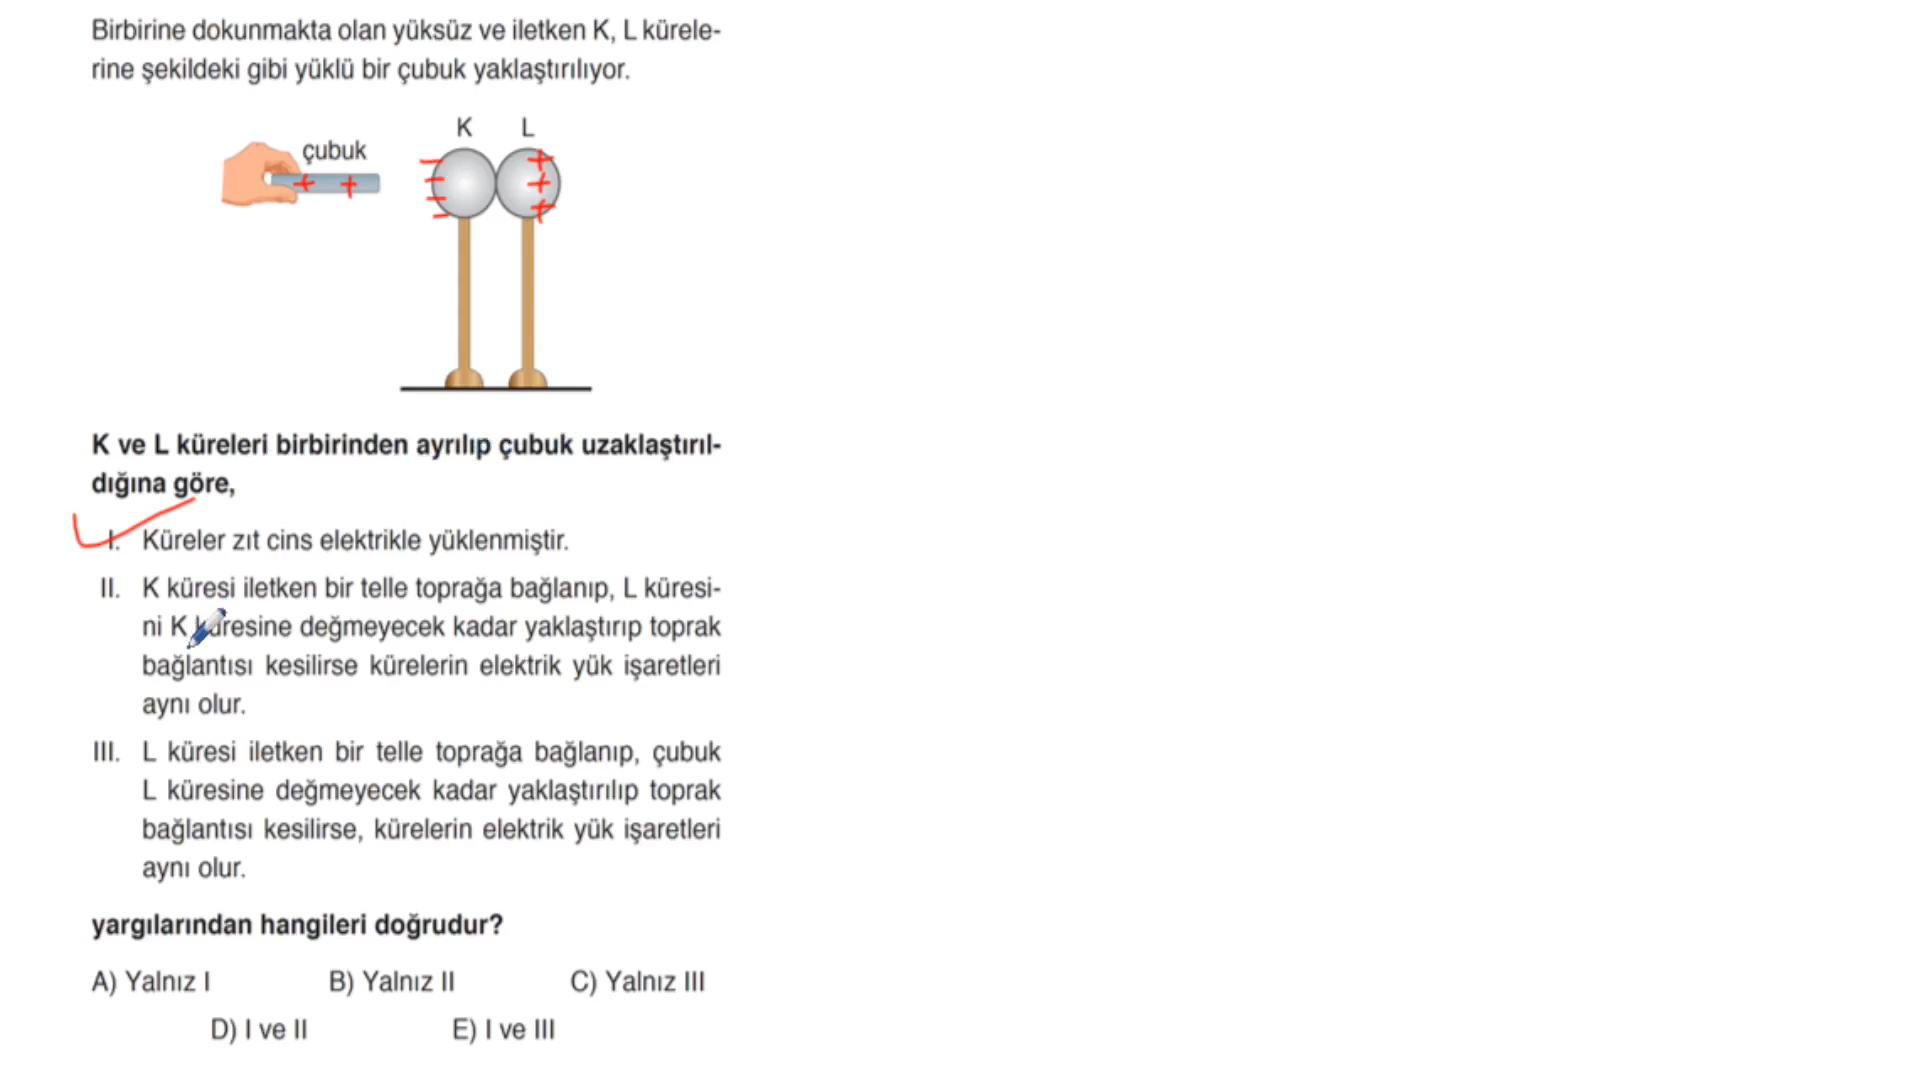 Birbirine dokunmakta olan yüksüz ve iletken K, L kürele-
rine şekildeki gibi yüklü bir çubuk yaklaştırılıyor.
K L
çubuk
K ve L küreleri birbirinden ayrılıp çubuk uzaklaştırıl-
dığına göre,
I. Küreler zıt cins elektrikle yüklenmiştir.
II. K küresi iletken bir telle toprağa bağlanıp, L küresi-
ni K küresine değmeyecek kadar yaklaştırıp toprak
bağlantısı kesilirse kürelerin elektrik yük işaretleri
aynı olur.
III. L küresi iletken bir telle toprağa bağlanıp, çubuk
L küresine değmeyecek kadar yaklaştırılıp toprak
bağlantısı kesilirse, kürelerin elektrik yük işaretleri
aynı olur.
yargılarından hangileri doğrudur?
A) Yalnız I B) Yalnız II C) Yalnız III
D) I ve II E) I ve III